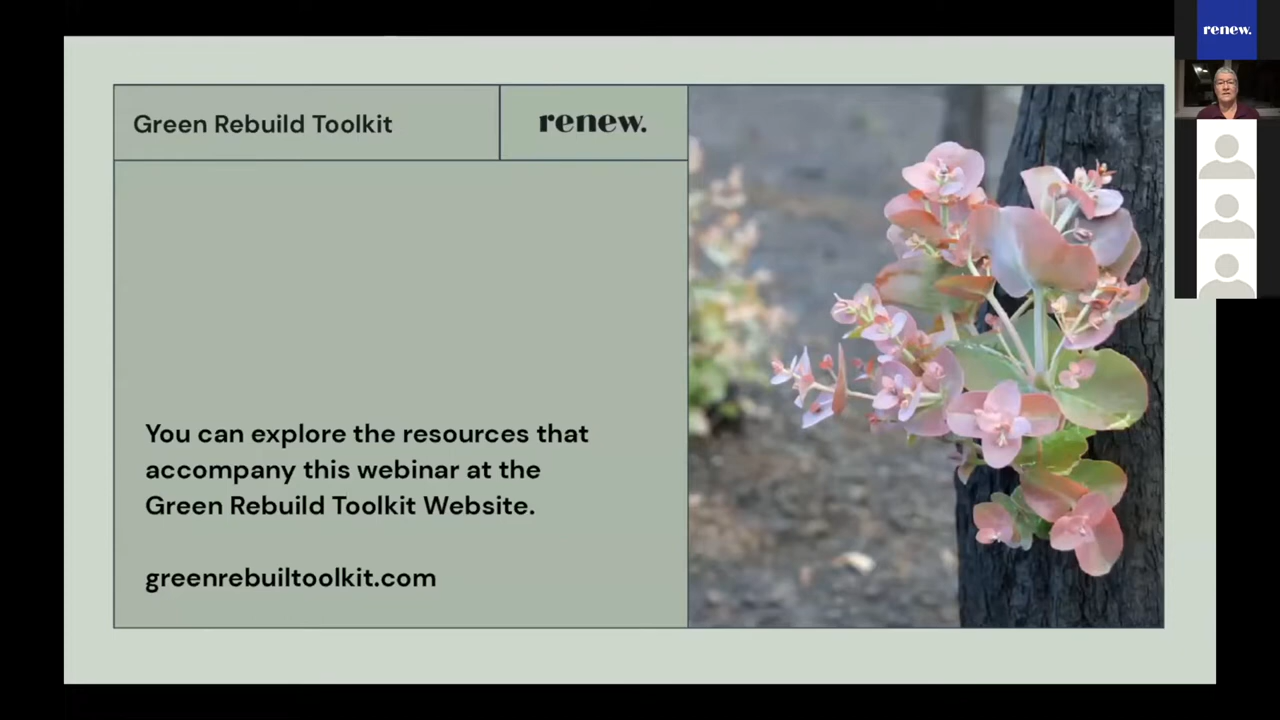 Green Rebuild Toolkit
renew.
You can explore the resources that
accompany this webinar at the
Green Rebuild Toolkit Website.
greenrebuiltoolkit.com
renew.